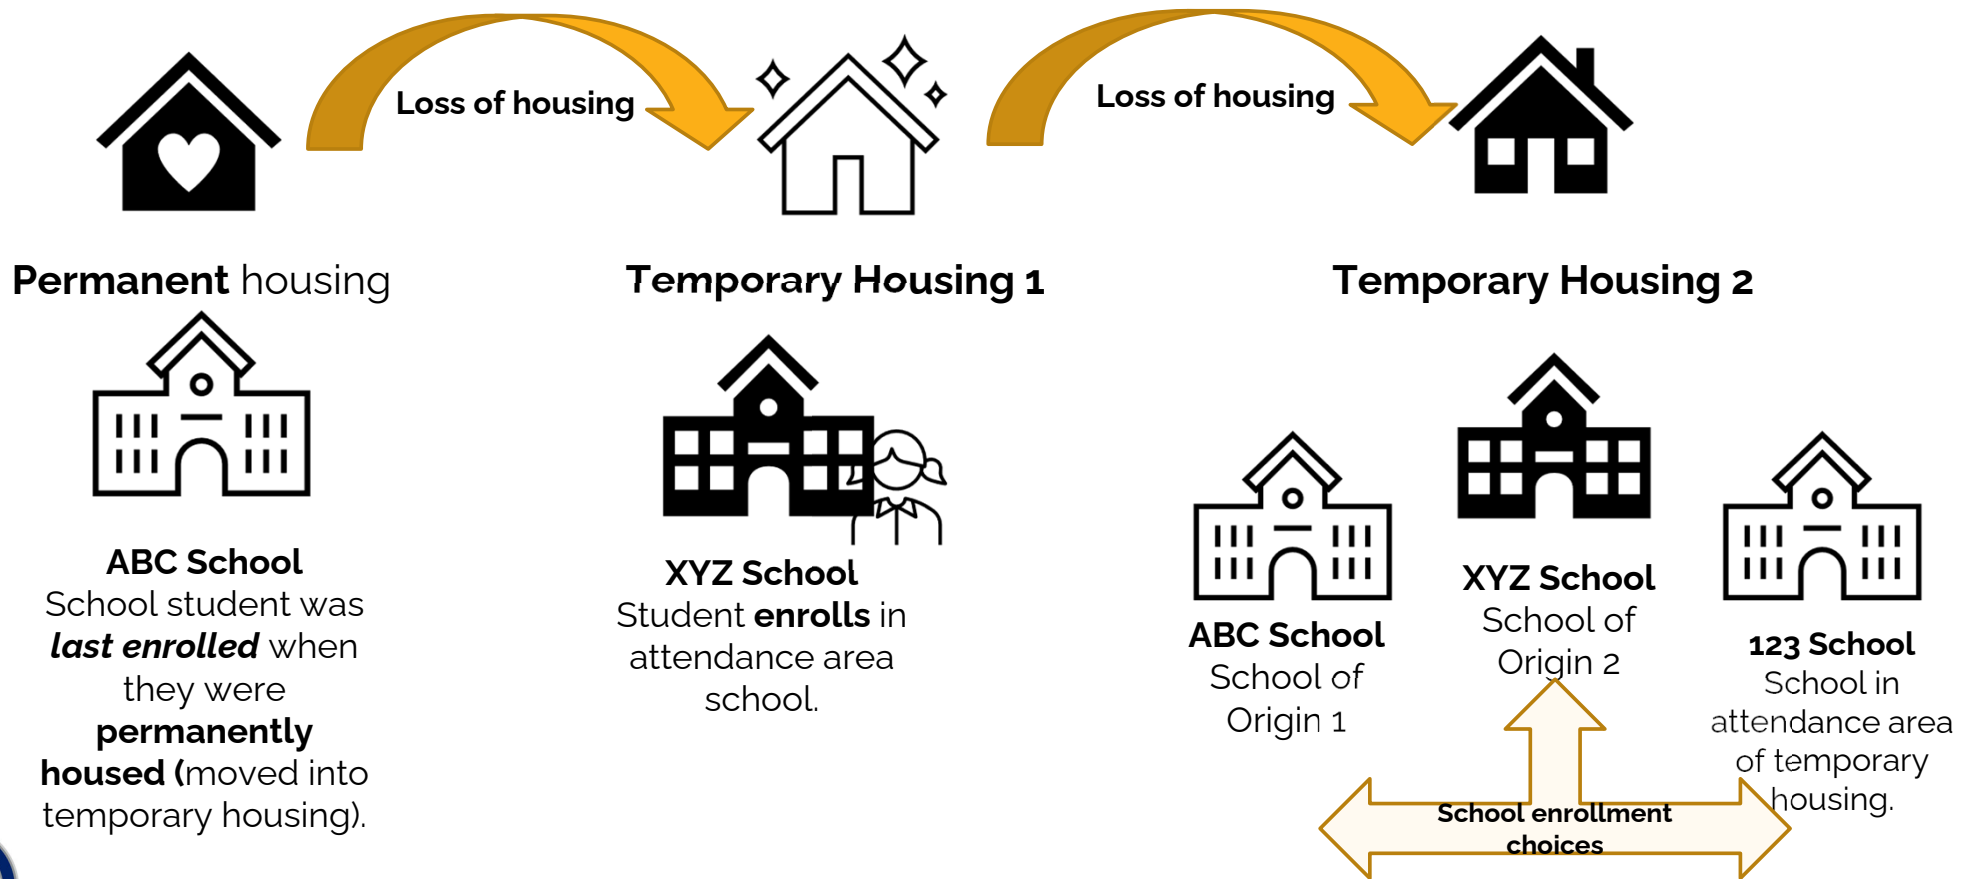 Loss of housing
Loss of housing
Permanent housing
Temporary Housing 1
Temporary Housing 2
ABC School
School student was
last enrolled when
they were
permanently
housed (moved into
temporary housing).
XYZ School
Student enrolls in
attendance area
school.
ABC School
School of
Origin 1
XYZ School
School of
Origin 2
123 School
School in
attendance area
of temporary
housing.
School enrollment
choices